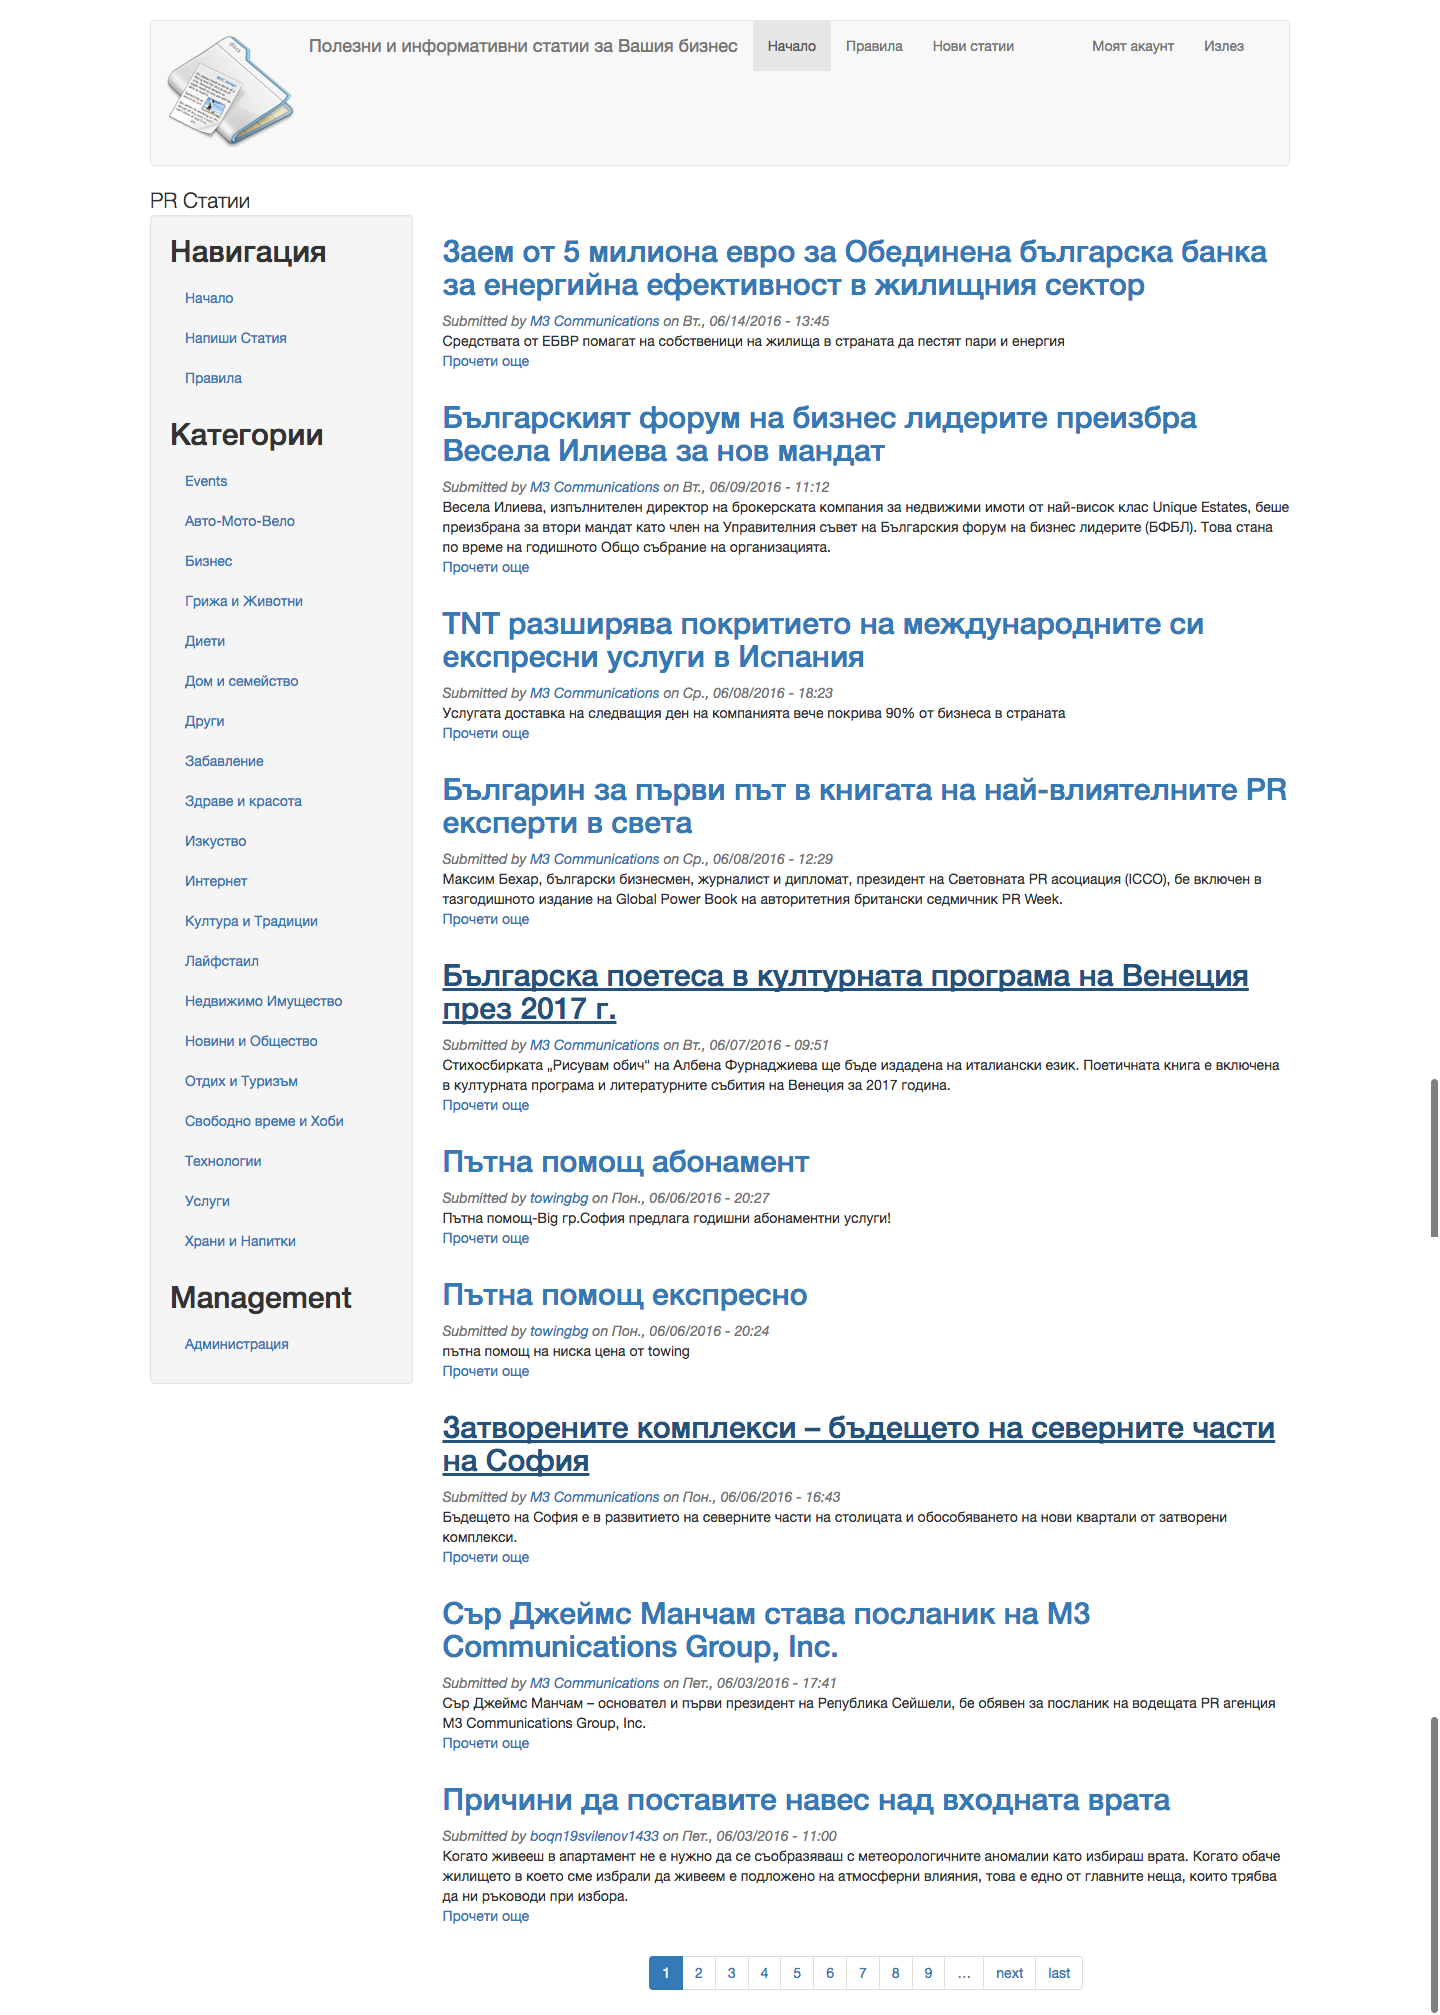 Полезни и информативни статии за Вашия бизнес
Начало
Правила
Нови статии
Моят акаунт
Излез
docs
PR Статии
Навигация
Начало
Напиши Статия
Правила
Категории
Events
Авто-Мото-Вело
Бизнес
Грижа и Животни
Диети
Дом и семейство
Други
Забавление
Здраве и красота
Изкуство
Интернет
Култура и Традиции
Лайфстаил
Недвижимо Имущество
Новини и Общество
Отдих и Туризъм
Свободно време и Хоби
Технологии
Услуги
Храни и Напитки
Management
Администрация
Заем от 5 милиона евро за Обединена българска банка
за енергийна ефективност в жилищния сектор
Submitted by M3 Communications on Вт., 06/14/2016 - 13:45
Средствата от ЕБВР помагат на собственици на жилища в страната да пестят пари и енергия
Прочети още
Българският форум на бизнес лидерите преизбра
Весела Илиева за нов мандат
Submitted by M3 Communications on Вт., 06/09/2016 - 11:12
Весела Илиева, изпълнителен директор на брокерската компания за недвижими имоти от най-висок клас Unique Estates, беше
преизбрана за втори мандат като член на Управителния съвет на Българския форум на бизнес лидерите (БФБЛ). Това стана
по време на годишното Общо събрание на организацията.
Прочети още
TNT разширява покритието на международните си
експресни услуги в Испания
Submitted by M3 Communications on Ср., 06/08/2016 - 18:23
Услугата доставка на следващия ден на компанията вече покрива 90% от бизнеса в страната
Прочети още
Българин за първи път в книгата на най-влиятелните PR
експерти в света
Submitted by M3 Communications on Ср., 06/08/2016 - 12:29
Максим Бехар, български бизнесмен, журналист и дипломат, президент на Световната PR асоциация (ICCO), бе включен в
тазгодишното издание на Global Power Book на авторитетния британски седмичник PR Week.
Прочети още
Българска поетеса в културната програма на Венеция
през 2017 г.
Submitted by M3 Communications on Вт., 06/07/2016 - 09:51
Стихосбирката „Рисувам обич“ на Албена Фурнаджиева ще бъде издадена на италиански език. Поетичната книга е включена
в културната програма и литературните събития на Венеция за 2017 година.
Прочети още
Пътна помощ абонамент
Submitted by towingbg on Пон., 06/06/2016 - 20:27
Пътна помощ-Big гр.София предлага годишни абонаментни услуги!
Прочети още
Пътна помощ експресно
Submitted by towingbg on Пон., 06/06/2016 - 20:24
пътна помощ на ниска цена от towing
Прочети още
Затворените комплекси – бъдещето на северните части
на София
Submitted by M3 Communications on Пон., 06/06/2016 - 16:43
Бъдещето на София е в развитието на северните части на столицата и обособяването на нови квартали от затворени
комплекси.
Прочети още
Сър Джеймс Манчам става посланик на M3
Communications Group, Inc.
Submitted by M3 Communications on Пет., 06/03/2016 - 17:41
Сър Джеймс Манчам – основател и първи президент на Република Сейшели, бе обявен за посланик на водещата PR агенция
M3 Communications Group, Inc.
Прочети още
Причини да поставите навес над входната врата
Submitted by boqn19svilenov1433 on Пет., 06/03/2016 - 11:00
Когато живееш в апартамент не е нужно да се съобразяваш с метеорологичните аномалии като избираш врата. Когато обаче
жилището в което сме избрали да живеем е подложено на атмосферни влияния, това е едно от главните неща, които трябва
да ни ръководи при избора.
Прочети още
1 2 3 4 5 6 7 8 9 … next last